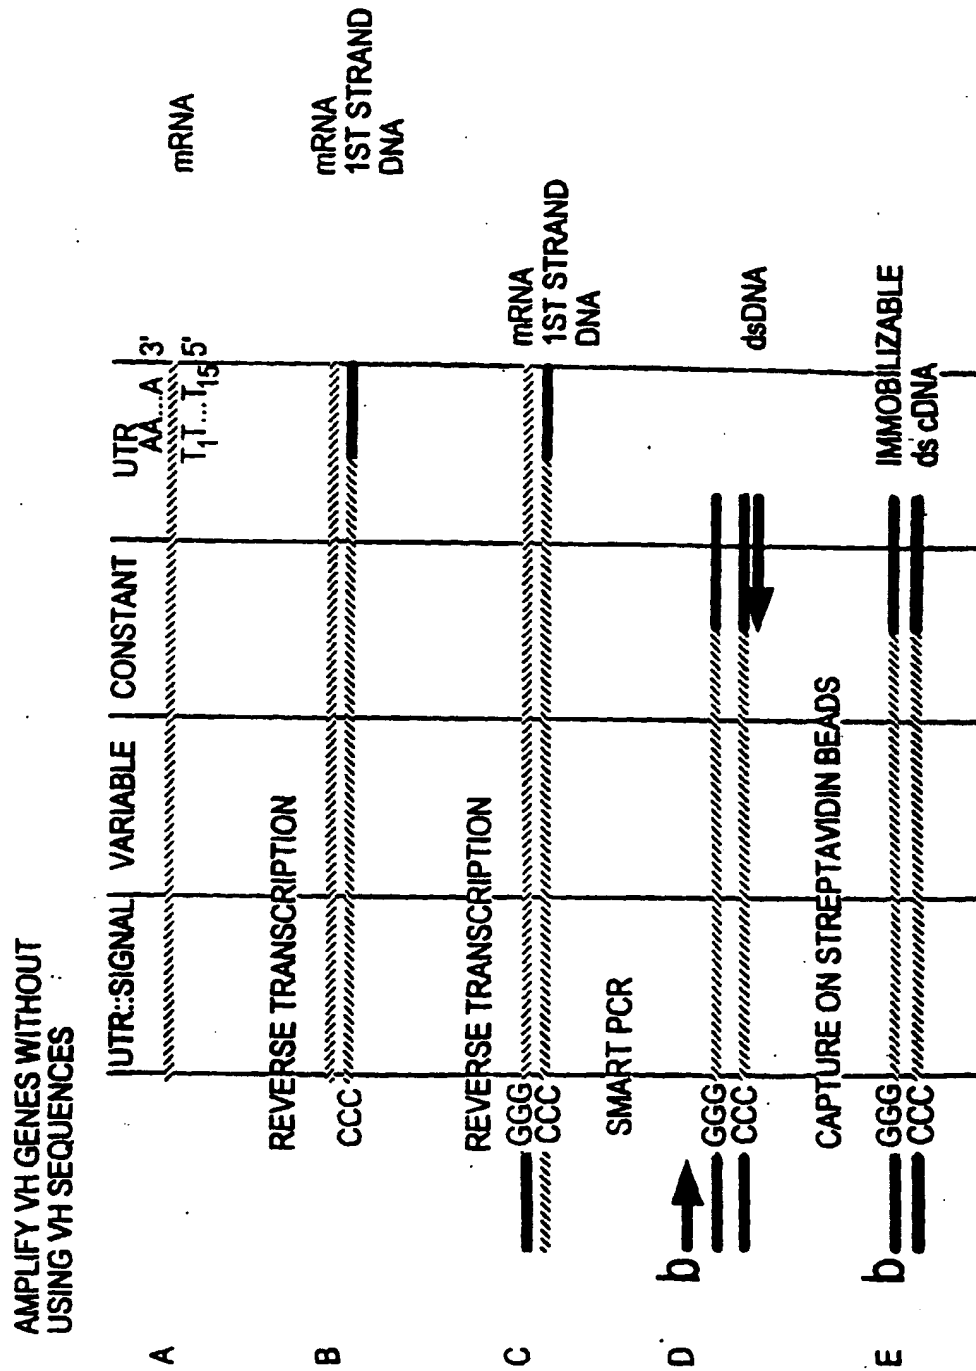 AMPLIFY VH GENES WITHOUT
USING VH SEQUENCES
UTR::SIGNAL VARIABLE CONSTANT UTR
A AA...A 3' mRNA
T1T...T15 5'
REVERSE TRANSCRIPTION
B mRNA
CCC 1ST STRAND
DNA
REVERSE TRANSCRIPTION
C GGG mRNA
CCC 1ST STRAND
DNA
SMART PCR
D b GGG dsDNA
CCC
CAPTURE ON STREPTAVIDIN BEADS
E b GGG IMMOBILIZABLE
CCC ds cDNA